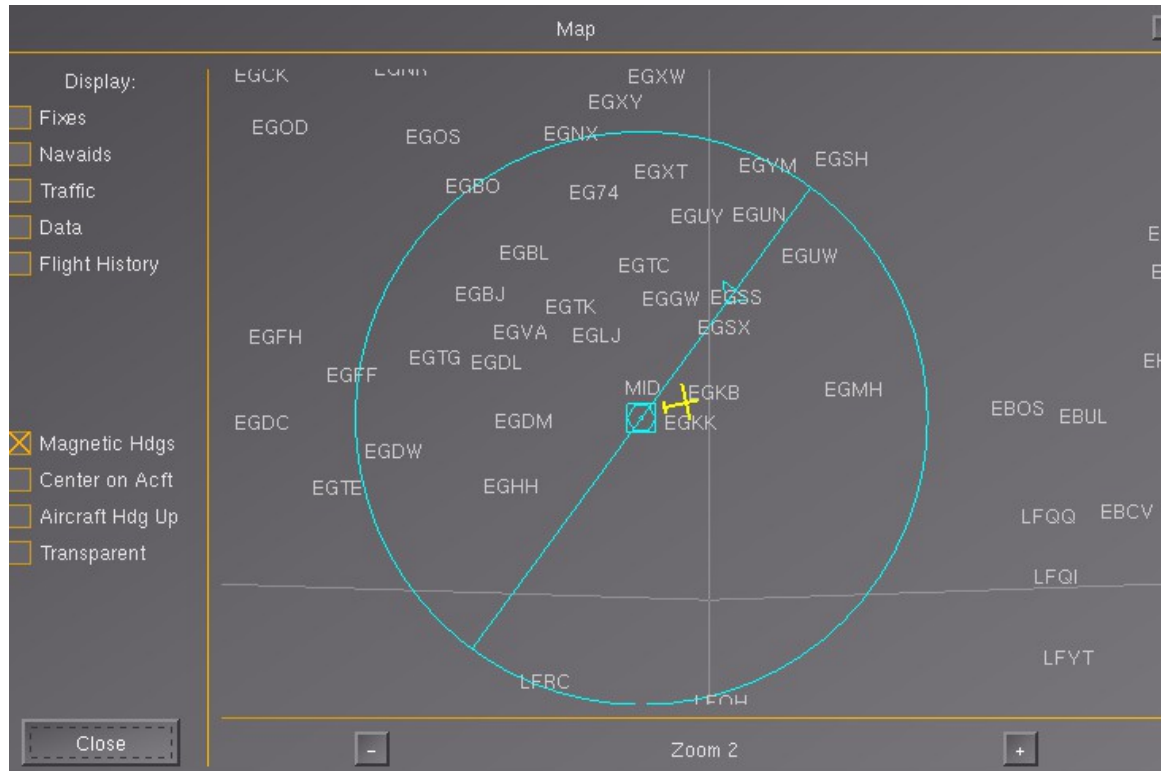 Map
Display:
Fixes
Navaids
Traffic
Data
Flight History
Magnetic Hdgs
Center on Acft
Aircraft Hdg Up
Transparent
Close
EGCK
EGXW
EGXY
EGOD
EGOS
EGNX
EGXT
EGYM
EGSH
EGBO
EG74
EGUY
EGUN
EGBL
EGTC
EGUW
EGBJ
EGTK
EGGW
EGSS
EGFH
EGVA
EGLJ
EGSX
EGTG
EGDL
EGFF
MID
EGKB
EGMH
EBOS
EBUL
EGDC
EGDM
EGKK
EGDW
EGTE
EGHH
LFQQ
EBCV
LFQI
LFYT
LFRC
-
Zoom 2
+